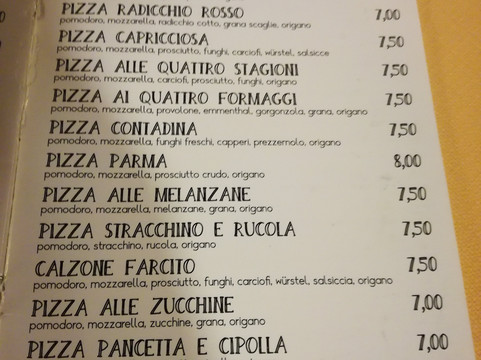 PIZZA RADICCHIO ROSSO 7,00
pomodoro, mozzarella, radicchio cotto, grana scaglie, origano
PIZZA CAPRICCIOSA 7,50
pomodoro, mozzarella, prosciutto, funghi, carciofi, würstel, salsicce
PIZZA ALLE QUATTRO STAGIONI 7,50
pomodoro, mozzarella, carciofi, prosciutto, funghi, origano
PIZZA AI QUATTRO FORMAGGI 7,50
pomodoro, mozzarella, provolone, emmenthal, gorgonzola, grana, origano
PIZZA CONTADINA 7,50
pomodoro, mozzarella, funghi freschi, capperi, prezzemolo, origano
PIZZA PARMA 8,00
pomodoro, mozzarella, prosciutto crudo, origano
PIZZA ALLE MELANZANE 7,50
pomodoro, mozzarella, melanzane, grana, origano
PIZZA STRACCHINO E RUCOLA 7,50
pomodoro, stracchino, rucola, origano
CALZONE FARCITO 7,50
pomodoro, mozzarella, prosciutto, funghi, carciofi, würstel, salsiccia, origano
PIZZA ALLE ZUCCHINE 7,00
pomodoro, mozzarella, zucchine, grana, origano
PIZZA PANCETTA E CIPOLLA 7,00